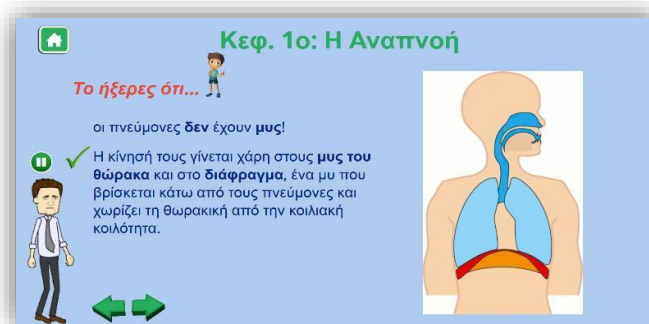 Κεφ. 1ο: Η Αναπνοή
Το ήξερες ότι...
οι πνεύμονες δεν έχουν μυς!
Η κίνησή τους γίνεται χάρη στους μυς του
θώρακα και στο διάφραγμα, ένα μυ που
βρίσκεται κάτω από τους πνεύμονες και
χωρίζει τη θωρακική από την κοιλιακή
κοιλότητα.